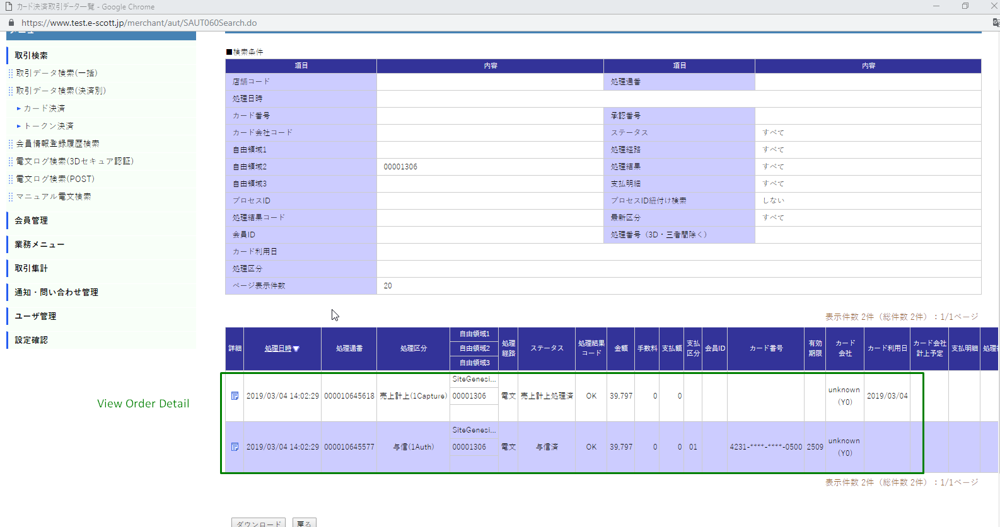 カード決済取引データ一覧 - Google Chrome
https://www.test.e-scott.jp/merchant/aut/SAUT060Search.do
メニュー
取引検索
取引データ検索(一括)
取引データ検索(決済別)
カード決済
トークン決済
会員情報登録履歴検索
電文ログ検索(3Dセキュア認証)
電文ログ検索(POST)
マニュアル電文検索
会員管理
業務メニュー
取引集計
通知・問い合わせ管理
ユーザ管理
設定確認
■検索条件
項目 内容 項目 内容
店舗コード 処理通番
処理日時
カード番号 承認番号
カード会社コード ステータス すべて
自由領域1 処理経路 すべて
自由領域2 00001306 処理結果 すべて
自由領域3 支払明細 すべて
プロセスID プロセスID紐付け検索 しない
処理結果コード 最新区分 すべて
会員ID 処理番号（3D・三者間除く）
カード利用日
処理区分
ページ表示件数 20
表示件数 2件（総件数 2件）：1/1ページ
詳細 処理日時▼ 処理通番 処理区分 自由領域1 自由領域2 自由領域3 処理経路 ステータス 処理結果コード 金額 手数料 支払額 支払区分 会員ID カード番号 有効期限 カード会社 カード利用日 カード会社計上予定 支払明細 処理
2019/03/04 14:02:29 000010645618 売上計上(1Capture) SiteGenesi... 00001306 電文 売上計上処理済 OK 39,797 0 0 unknown (Y0) 2019/03/04
2019/03/04 14:02:29 000010645577 与信(1Auth) SiteGenesi... 00001306 電文 与信済 OK 39,797 0 0 01 4231-****-****-0500 2509 unknown (Y0)
View Order Detail
表示件数 2件（総件数 2件）：1/1ページ
ダウンロード 戻る